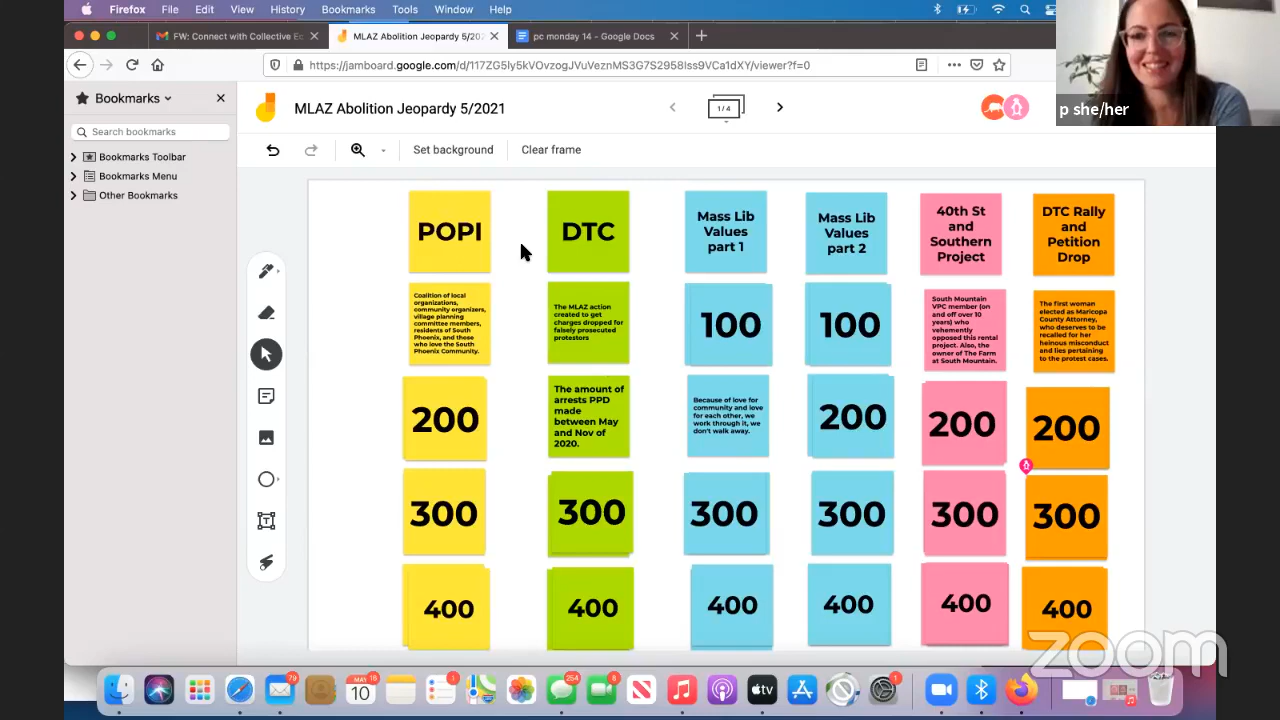 Firefox File Edit View History Bookmarks Tools Window Help
FW: Connect with Collective Ec
MLAZ Abolition Jeopardy 5/202
pc monday 14 - Google Docs
Bookmarks
https://jamboard.google.com/d/117ZG5ly5kVOvzogJVuVeznMS3G7S2958Iss9VCa1dXY/viewer?f=0
Search bookmarks
Bookmarks Toolbar
Bookmarks Menu
Other Bookmarks
MLAZ Abolition Jeopardy 5/2021
1/4
p she/her
Set background
Clear frame
POPI
DTC
Mass Lib
Values
part 1
Mass Lib
Values
part 2
40th St
and
Southern
Project
DTC Rally
and
Petition
Drop
Coalition of local
organizations,
community organizers,
village planning
committee members,
residents of South
Phoenix, and those
who love the South
Phoenix Community.
The MLAZ action
created to get
charges dropped for
falsely prosecuted
protestors
100
100
South Mountain
VPC member (on
and off over 10
years) who
vehemently
opposed this rental
project. Also, the
owner of The Farm
at South Mountain.
The first woman
elected as Maricopa
County Attorney,
who deserves to be
recalled for her
heinous misconduct
and lies pertaining
to the protest cases.
200
The amount of
arrests PPD
made
between May
and Nov of
2020.
Because of love for
community and love
for each other, we
work through it, we
don't walk away.
200
200
200
300
300
300
300
300
300
400
400
400
400
400
400
zoom
79
MAY
10
1
264
6
tv
1